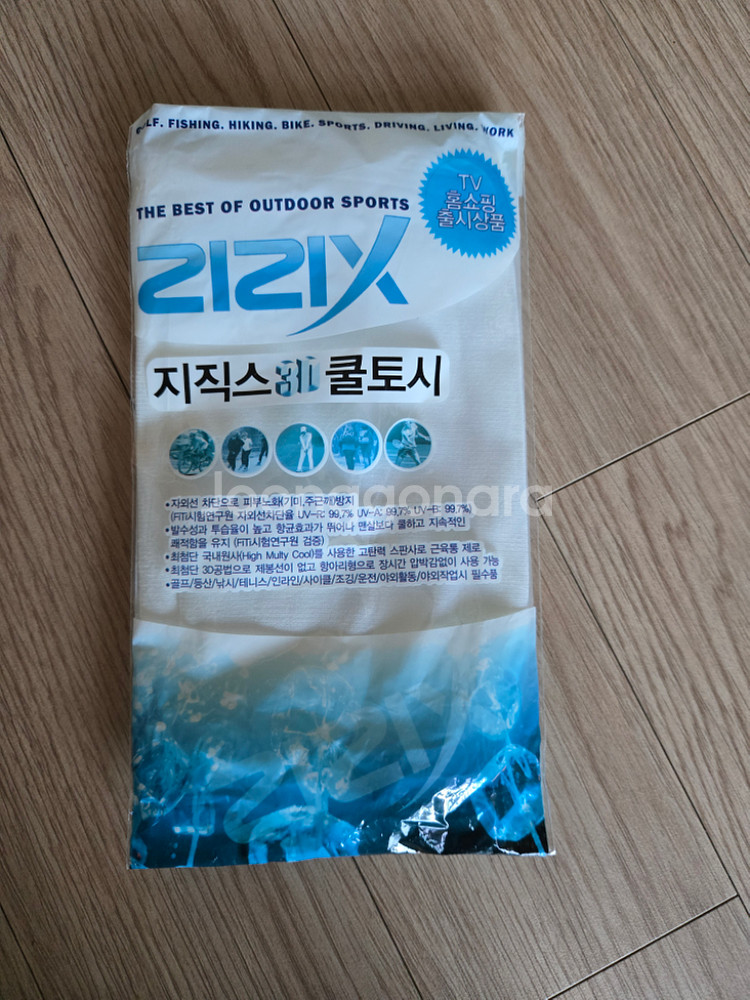 GOLF. FISHING. HIKING. BIKE. SPORTS. DRIVING. LIVING. WORK
TV
홈쇼핑
출시상품
THE BEST OF OUTDOOR SPORTS
ZIZIX
지직스 3D 쿨토시
joonggonara
•자외선 차단으로 피부노화(기미,주근깨)방지
(FITI시험연구원 자외선차단율 UV-R: 99,7% UV-A: 99,7% UV-B: 99,7%)
•발수성과 투습율이 높고 항균효과가 뛰어나 맨살보다 쿨하고 지속적인
쾌적함을 유지 (FITI시험연구원 검증)
•최첨단 국내원사(High Multy Cool)를 사용한 고탄력 스판사로 근육통 제로
•최첨단 3D공법으로 제봉선이 없고 항아리형으로 장시간 압박감없이 사용 가능
•골프/등산/낚시/테니스/인라인/사이클/조깅/운전/야외활동/야외작업시 필수품
ZIZIX